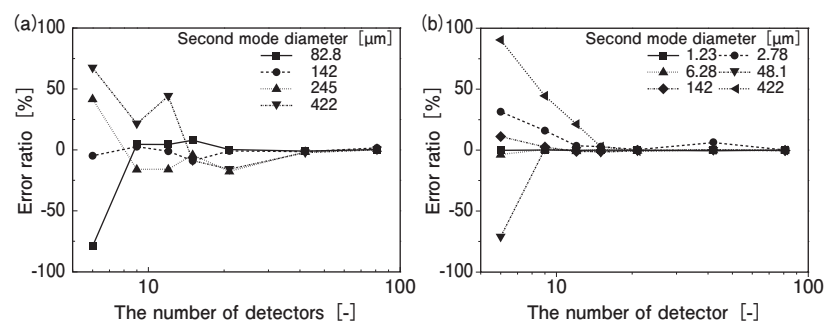 (a)
100
50
0
-50
-100
Error ratio [%]
Second mode diameter [μm]
82.8
142
245
422
10
100
The number of detectors [-]
(b)
100
50
0
-50
-100
Error ratio [%]
Second mode diameter [μm]
1.23 2.78
6.28 48.1
142 422
10
100
The number of detector [-]